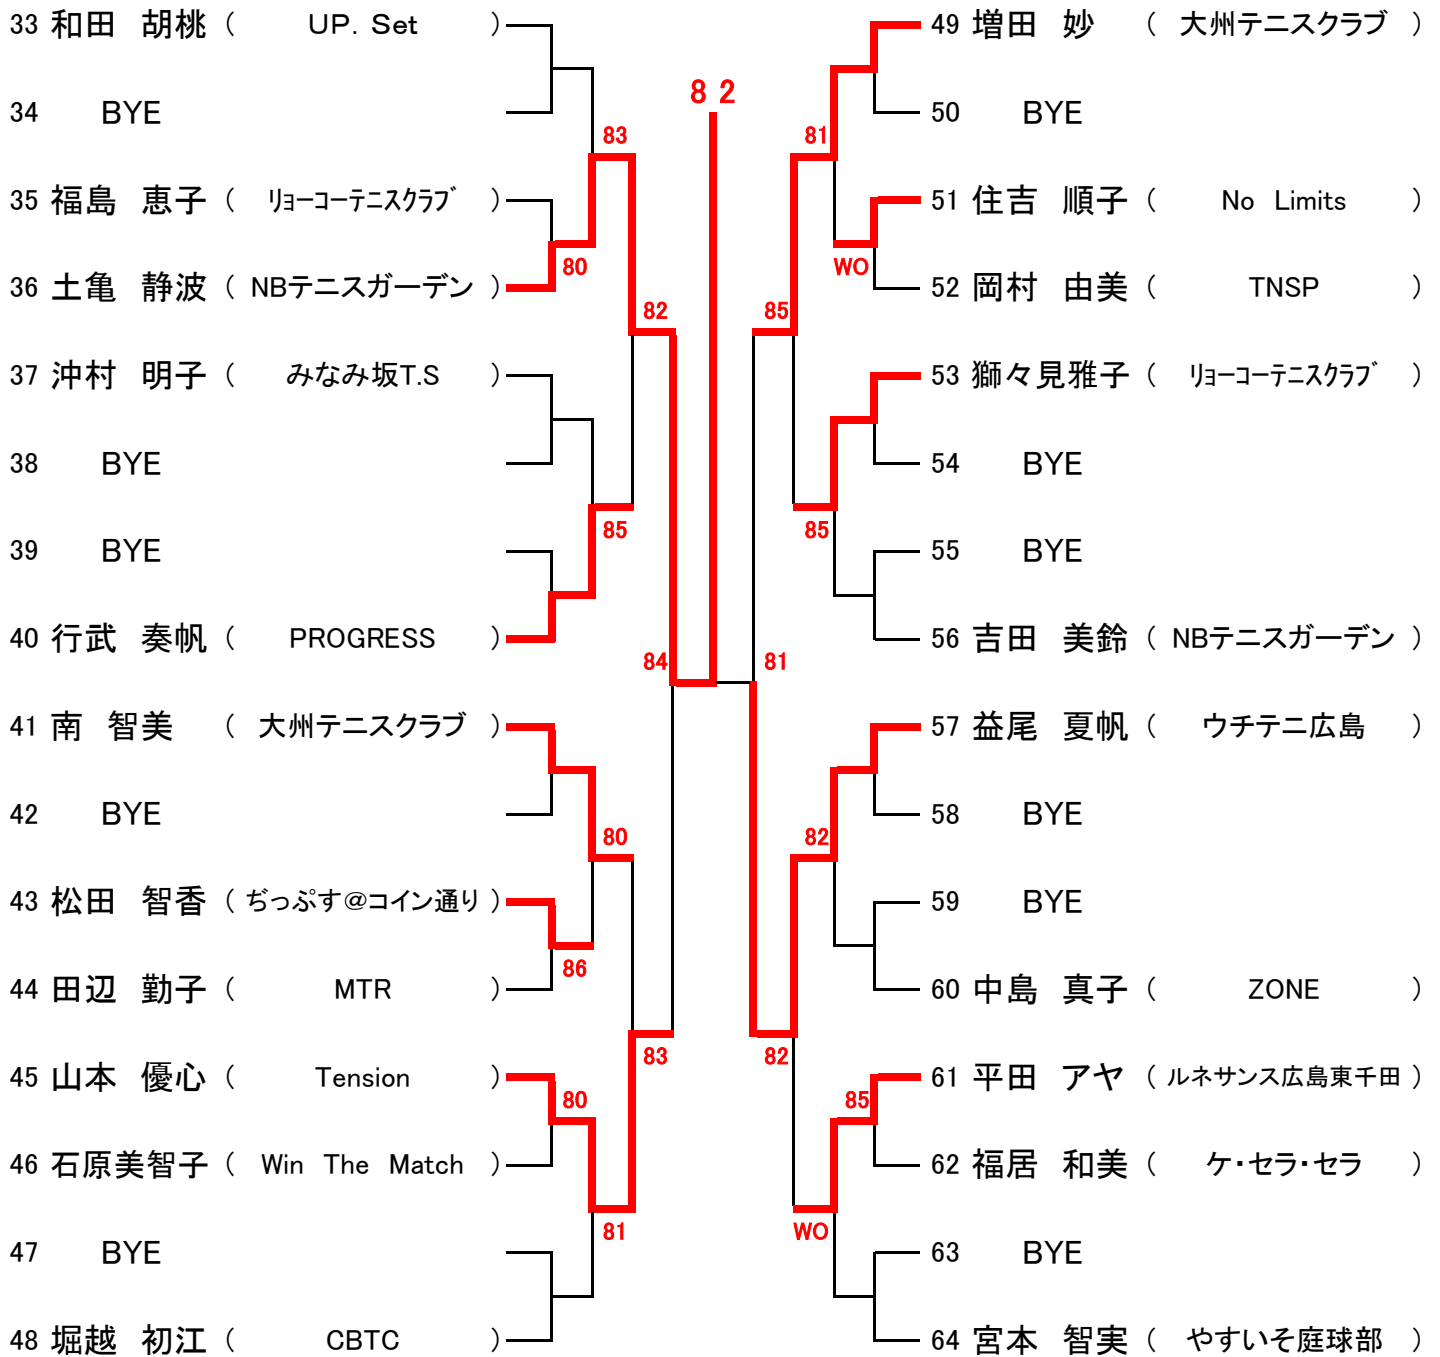 33 和田 胡桃 ( UP. Set )
34 BYE
35 福島 恵子 ( リョーコーテニスクラブ )
36 土亀 静波 ( NBテニスガーデン )
37 沖村 明子 ( みなみ坂T.S )
38 BYE
39 BYE
40 行武 奏帆 ( PROGRESS )
41 南 智美 ( 大州テニスクラブ )
42 BYE
43 松田 智香 ( ぢっぷす@コイン通り )
44 田辺 勤子 ( MTR )
45 山本 優心 ( Tension )
46 石原美智子 ( Win The Match )
47 BYE
48 堀越 初江 ( CBTC )
83
80
82
85
84
80
86
83
80
81
8 2
81
WO
85
85
81
82
82
85
WO
49 増田 妙 ( 大州テニスクラブ )
50 BYE
51 住吉 順子 ( No Limits )
52 岡村 由美 ( TNSP )
53 獅々見雅子 ( リョーコーテニスクラブ )
54 BYE
55 BYE
56 吉田 美鈴 ( NBテニスガーデン )
57 益尾 夏帆 ( ウチテニ広島 )
58 BYE
59 BYE
60 中島 真子 ( ZONE )
61 平田 アヤ ( ルネサンス広島東千田 )
62 福居 和美 ( ケ・セラ・セラ )
63 BYE
64 宮本 智実 ( やすいそ庭球部 )